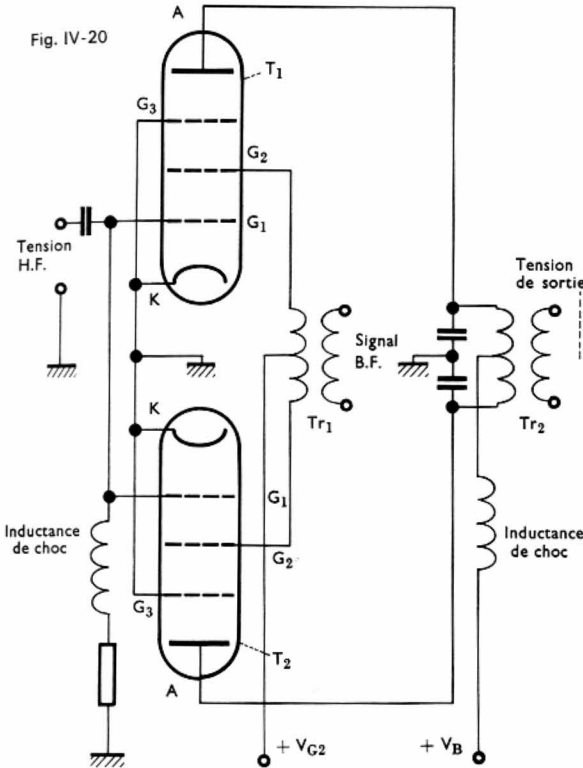 A
Fig. IV-20
T1
G3
G2
G1
Tension
H.F.
K
Tension
de sortie
Signal
B.F.
K
Tr1
Tr2
G1
Inductance
de choc
Inductance
de choc
G2
G3
T2
A
+ VG2
+ VB